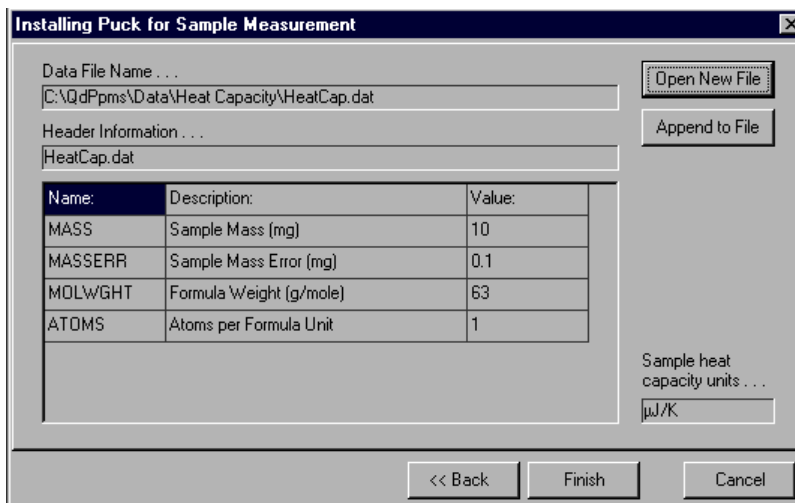 Installing Puck for Sample Measurement
Data File Name . . .
C:\QdPpms\Data\Heat Capacity\HeatCap.dat
Open New File
Header Information . . .
Append to File
HeatCap.dat
Name: Description: Value:
MASS Sample Mass (mg) 10
MASSERR Sample Mass Error (mg) 0.1
MOLWGHT Formula Weight (g/mole) 63
ATOMS Atoms per Formula Unit 1
Sample heat
capacity units . . .
µJ/K
<< Back Finish Cancel